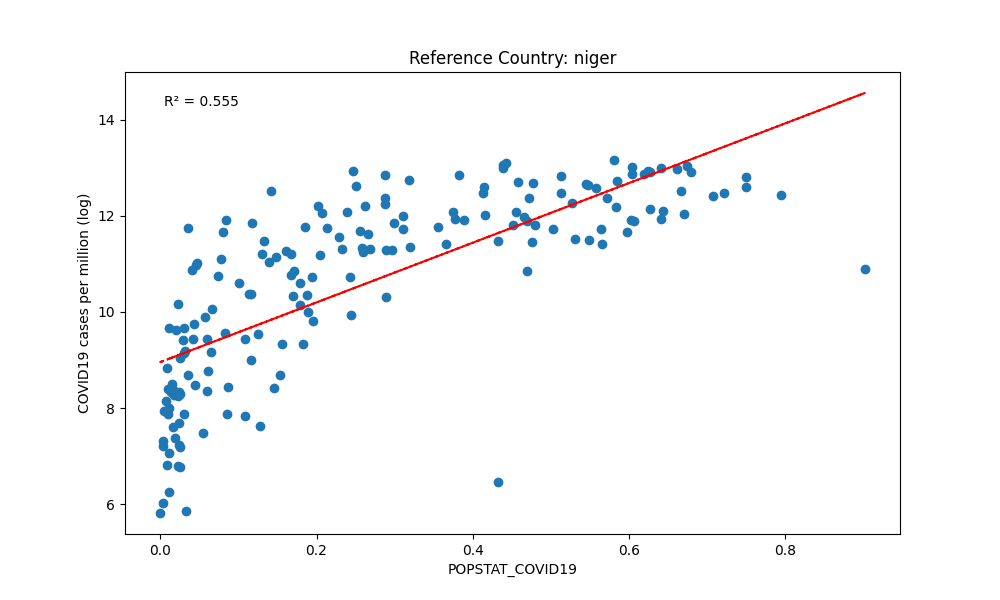 Reference Country: niger
R² = 0.555
COVID19 cases per million (log)
14
12
10
8
6
0.0
0.2
0.4
0.6
0.8
POPSTAT_COVID19